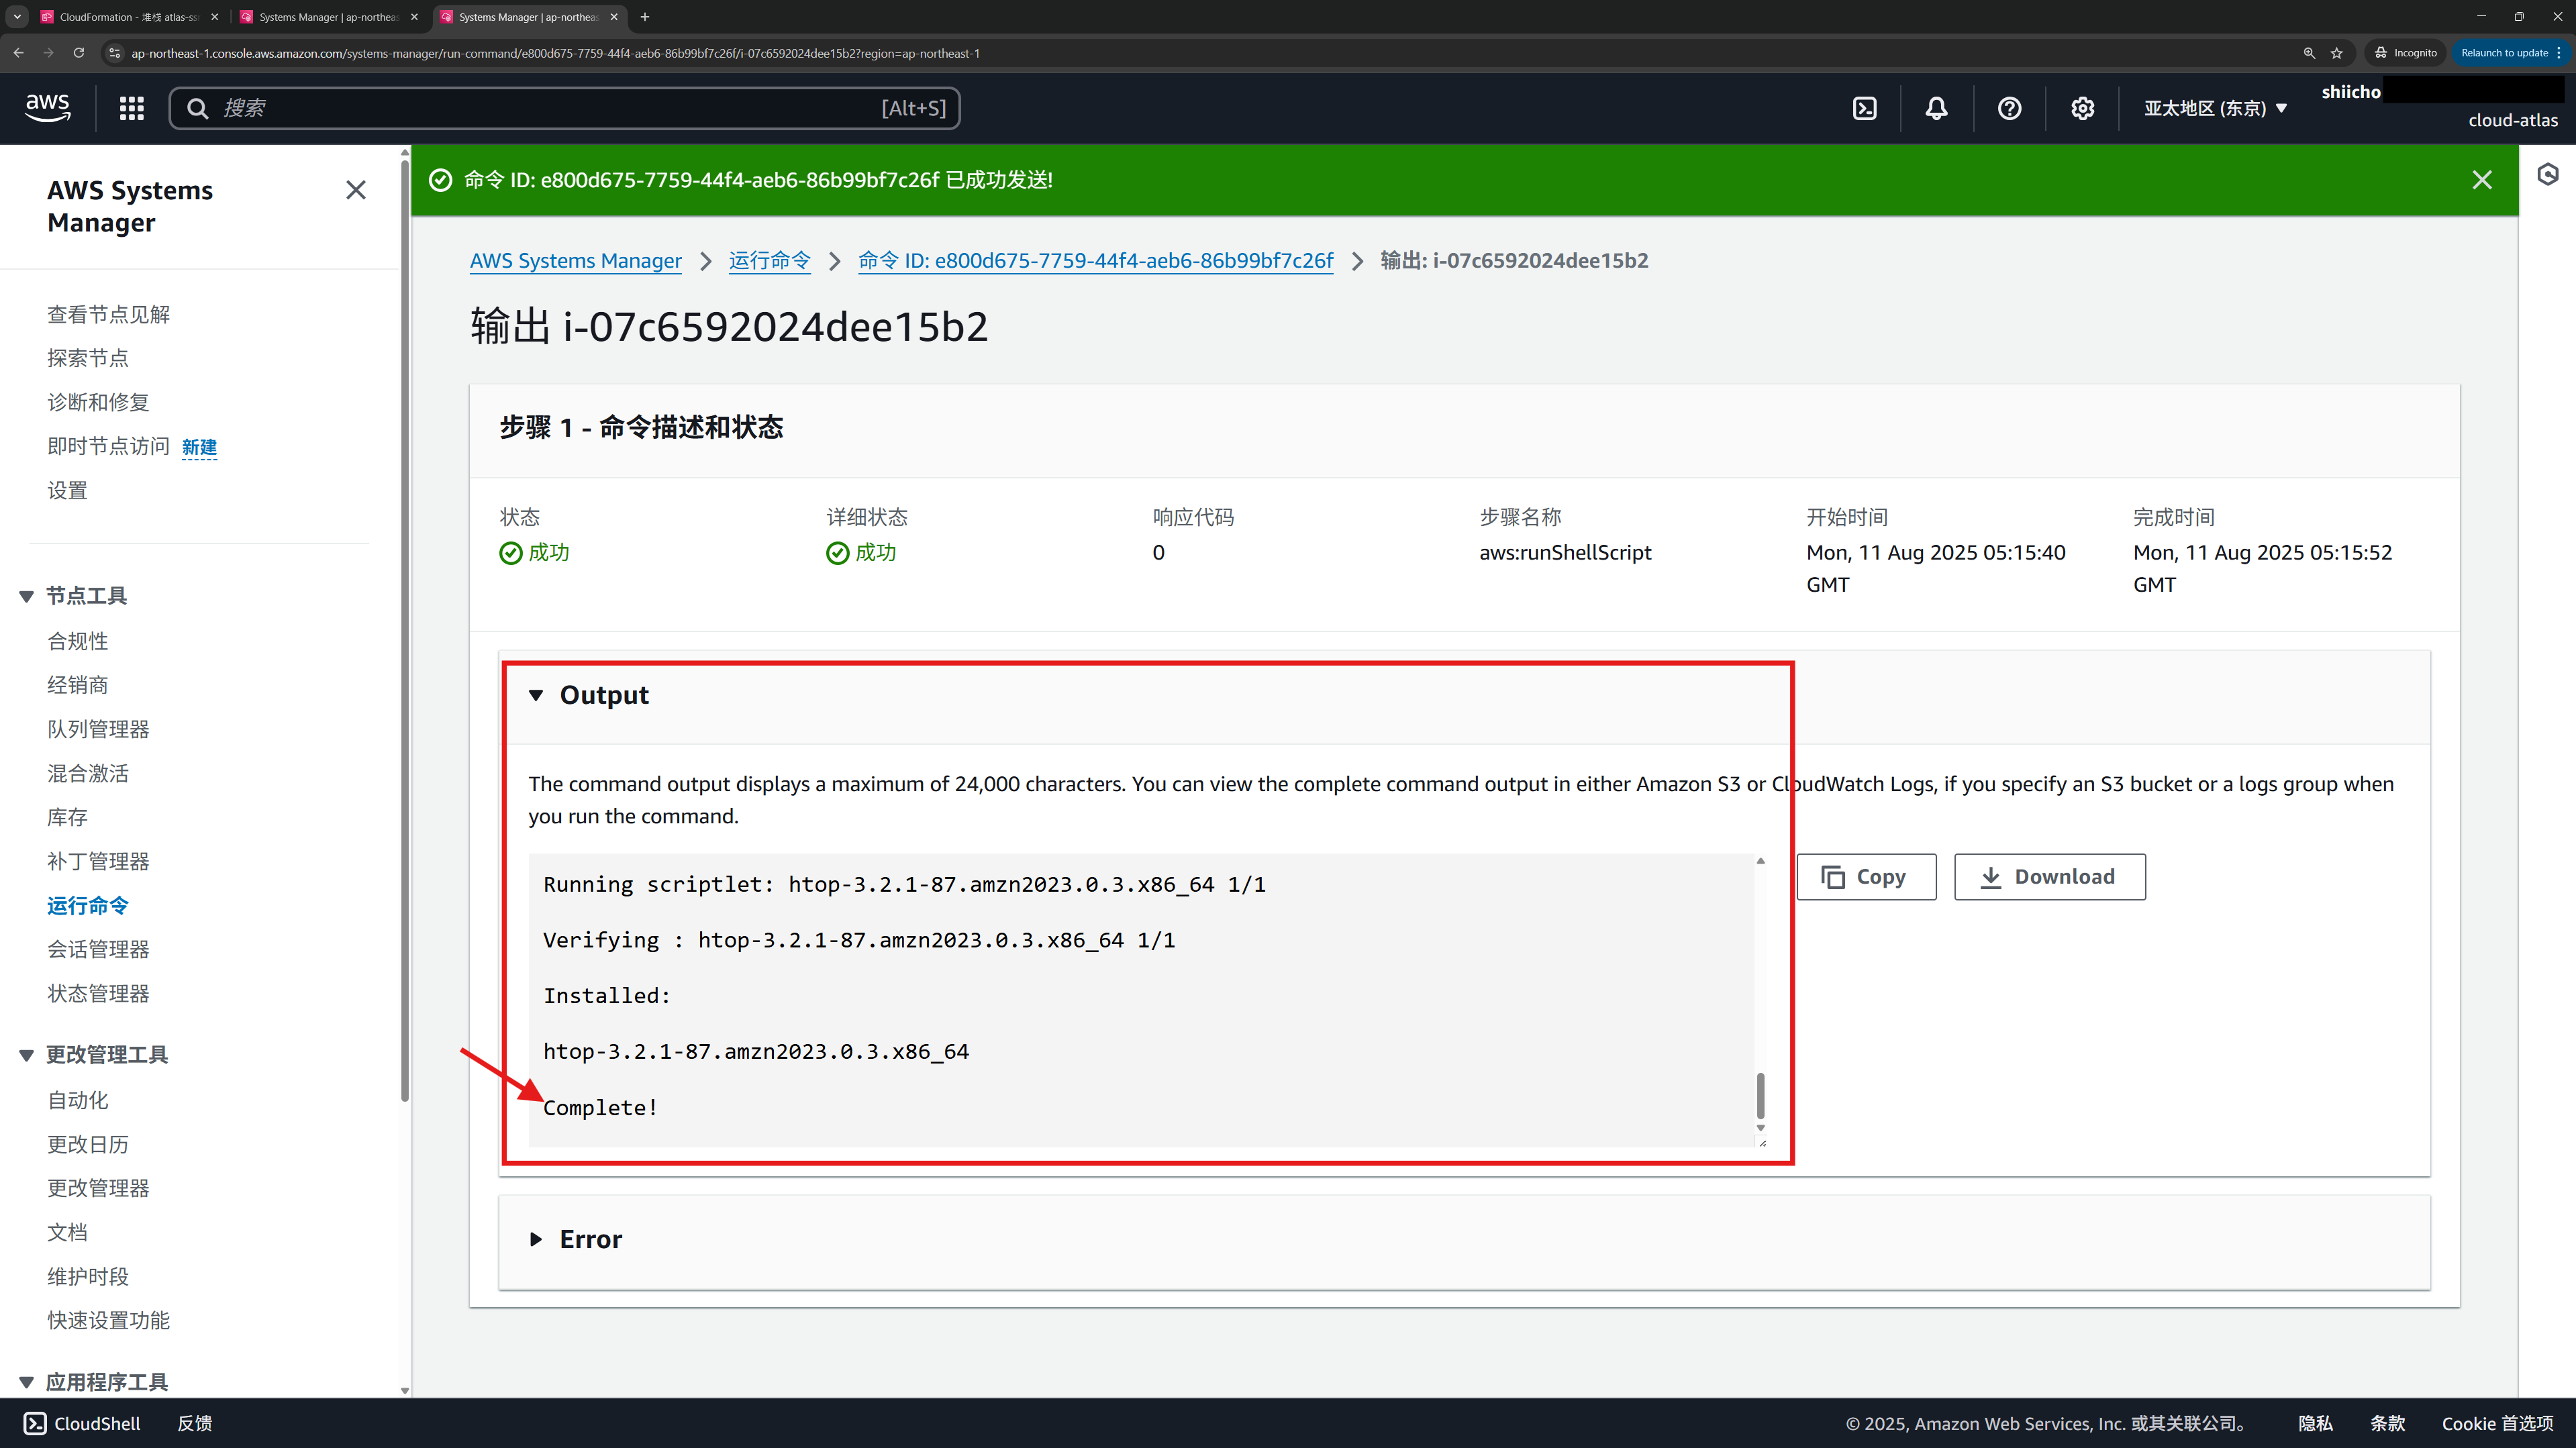 CloudFormation - 堆栈 atlas-ss
Systems Manager | ap-northeas
Systems Manager | ap-northeas
ap-northeast-1.console.aws.amazon.com/systems-manager/run-command/e800d675-7759-44f4-aeb6-86b99bf7c26f/i-07c6592024dee15b2?region=ap-northeast-1
Incognito
Relaunch to update
aws
搜索
[Alt+S]
亚太地区 (东京)
shiicho
cloud-atlas
AWS Systems
Manager
查看节点见解
探索节点
诊断和修复
即时节点访问 新建
设置
节点工具
合规性
经销商
队列管理器
混合激活
库存
补丁管理器
运行命令
会话管理器
状态管理器
更改管理工具
自动化
更改日历
更改管理器
文档
维护时段
快速设置功能
应用程序工具
命令 ID: e800d675-7759-44f4-aeb6-86b99bf7c26f 已成功发送!
AWS Systems Manager
运行命令
命令 ID: e800d675-7759-44f4-aeb6-86b99bf7c26f
输出: i-07c6592024dee15b2
输出 i-07c6592024dee15b2
步骤 1 - 命令描述和状态
状态
成功
详细状态
成功
响应代码
0
步骤名称
aws:runShellScript
开始时间
Mon, 11 Aug 2025 05:15:40
GMT
完成时间
Mon, 11 Aug 2025 05:15:52
GMT
Output
The command output displays a maximum of 24,000 characters. You can view the complete command output in either Amazon S3 or CloudWatch Logs, if you specify an S3 bucket or a logs group when
you run the command.
Running scriptlet: htop-3.2.1-87.amzn2023.0.3.x86_64 1/1
Verifying : htop-3.2.1-87.amzn2023.0.3.x86_64 1/1
Installed:
htop-3.2.1-87.amzn2023.0.3.x86_64
Complete!
Copy
Download
Error
CloudShell
反馈
© 2025, Amazon Web Services, Inc. 或其关联公司。
隐私
条款
Cookie 首选项